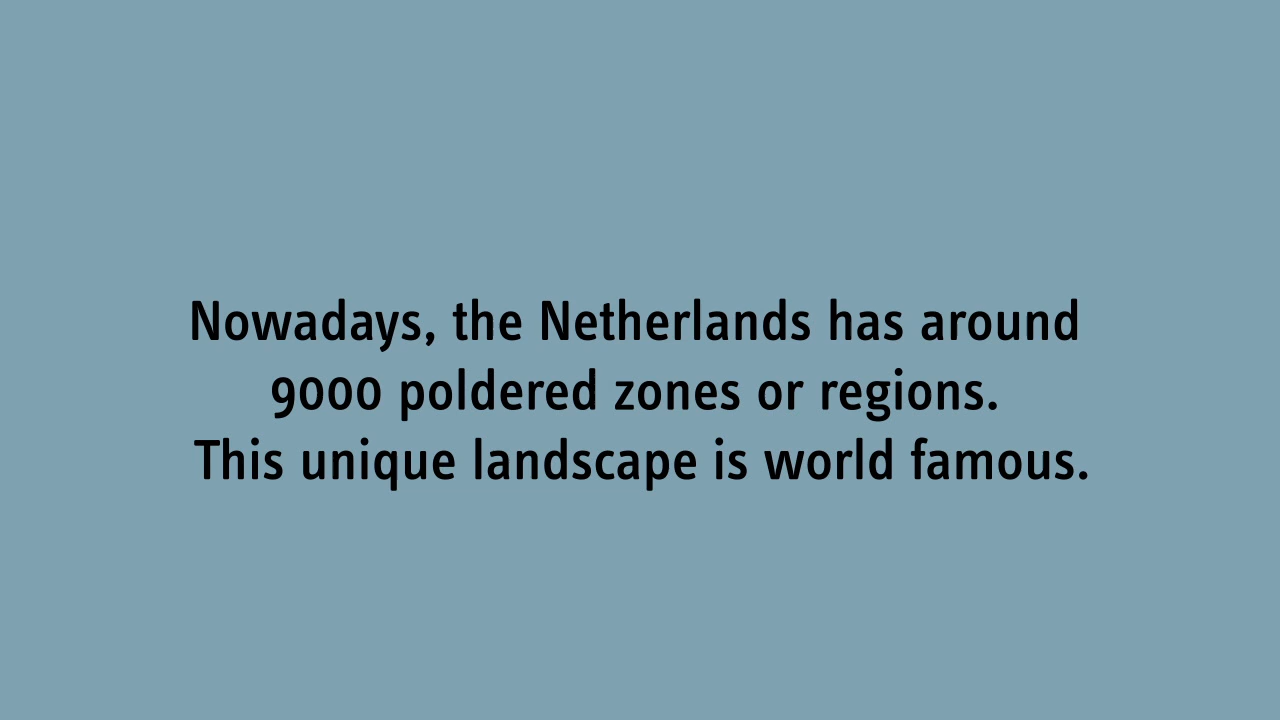 Nowadays, the Netherlands has around
9000 poldered zones or regions.
This unique landscape is world famous.